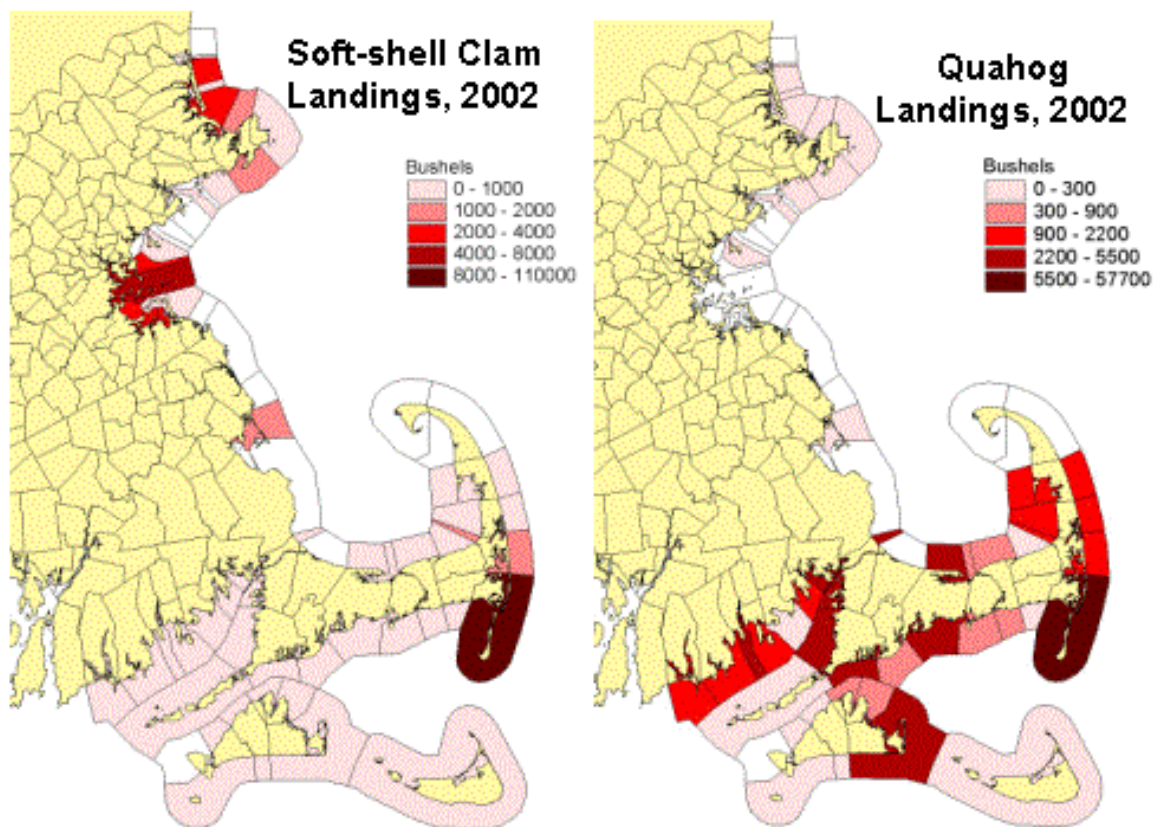 Soft-shell Clam
Landings, 2002
Bushels
0 - 1000
1000 - 2000
2000 - 4000
4000 - 8000
8000 - 110000
Quahog
Landings, 2002
Bushels
0 - 300
300 - 900
900 - 2200
2200 - 5500
5500 - 57700